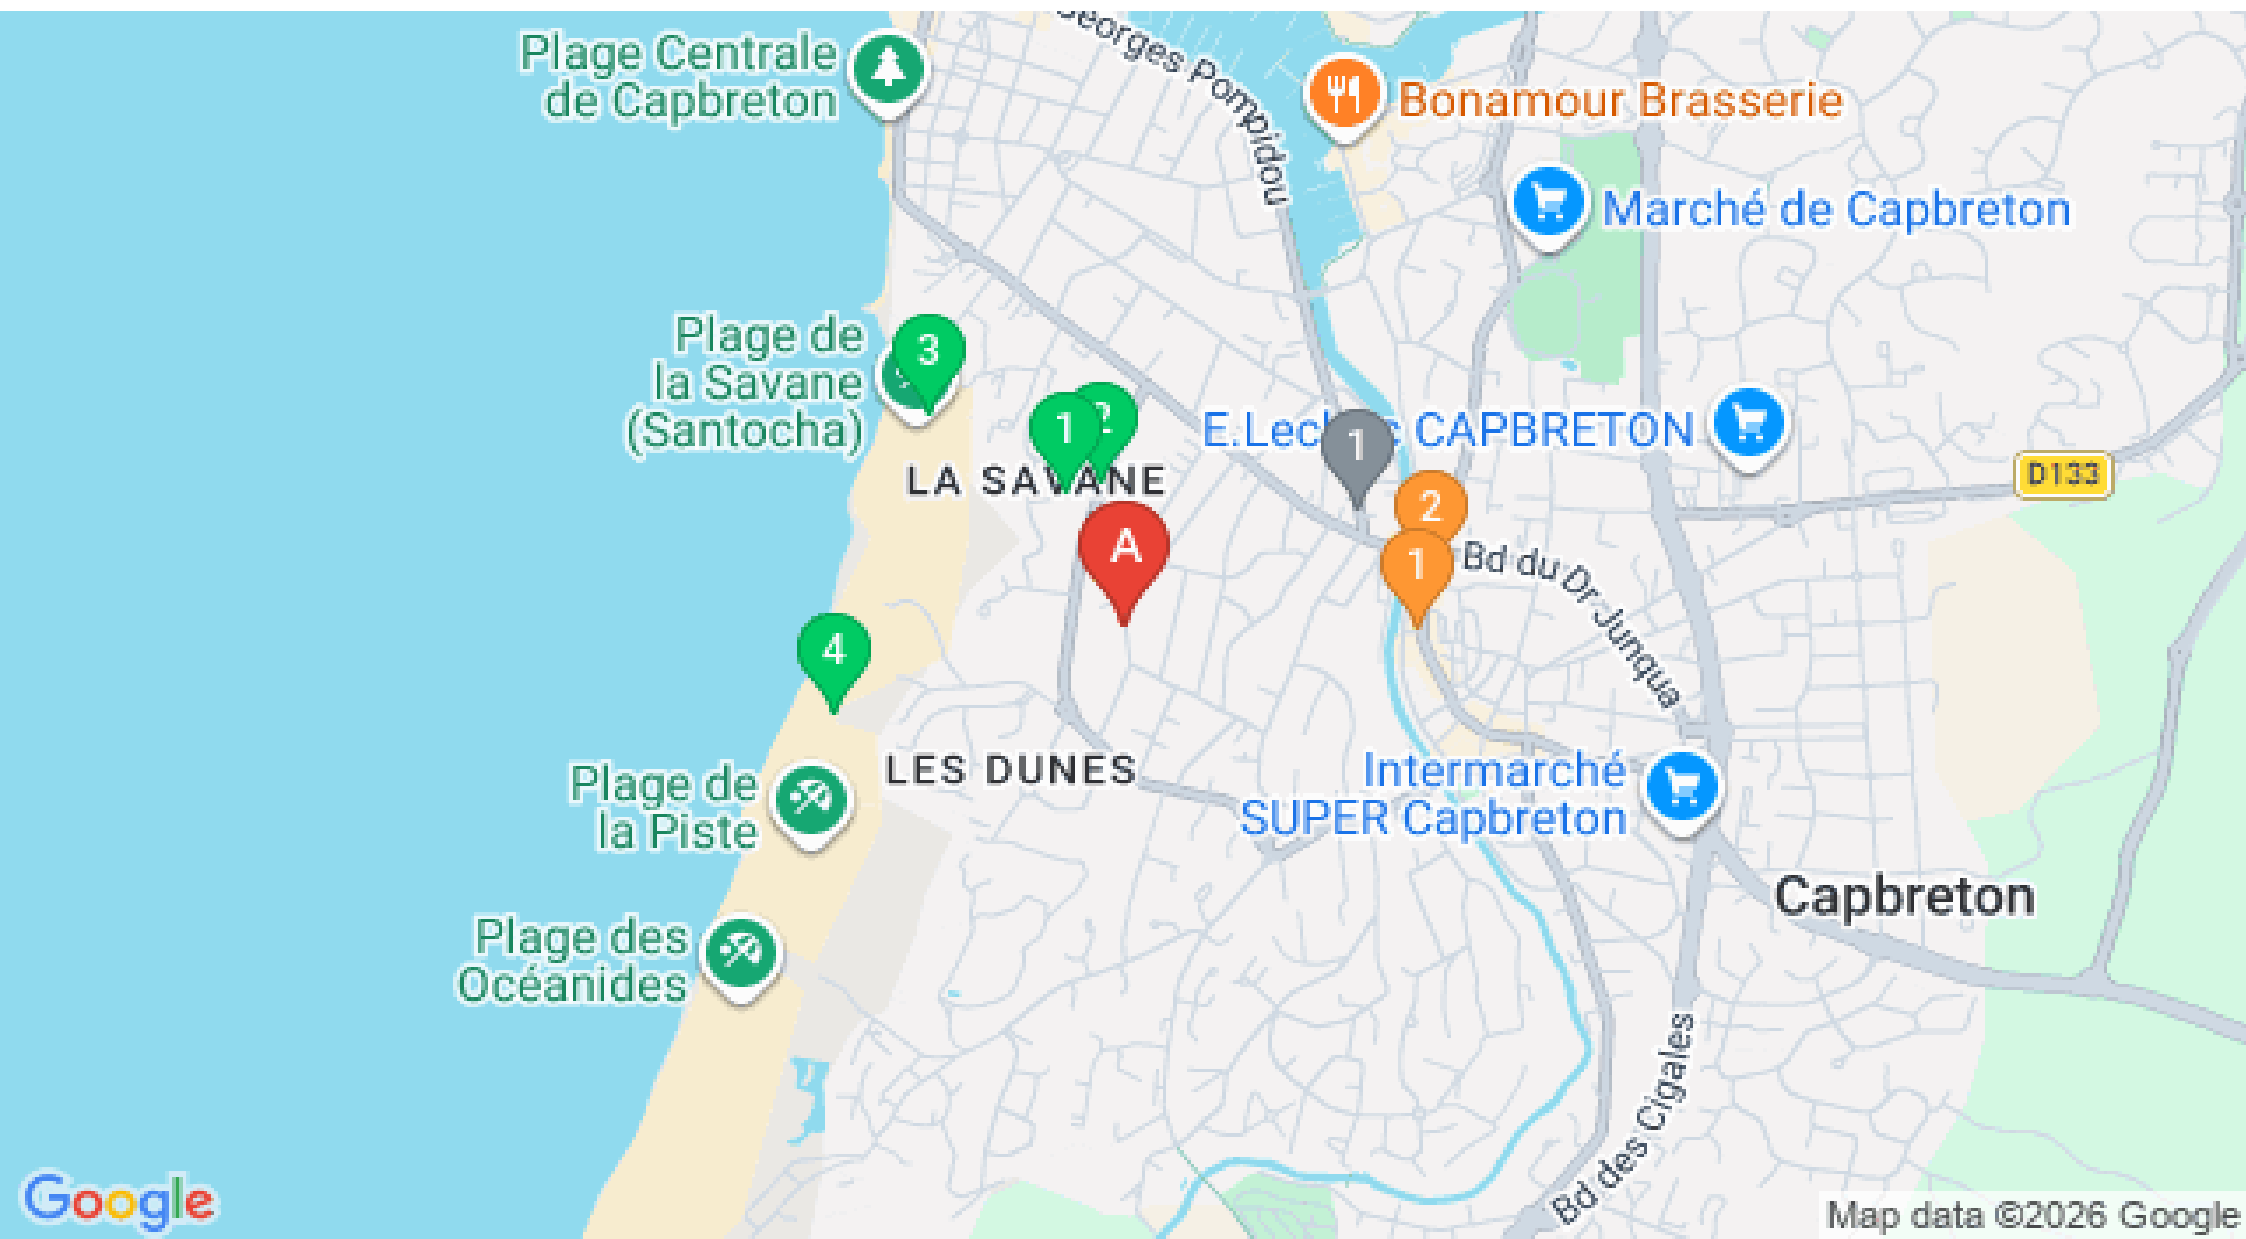 Georges Pompidou
Plage Centrale
de Capbreton
Bonamour Brasserie
Marché de Capbreton
Plage de
la Savane
(Santocha)
3
1
2
LA SAVANE
E.Leclerc CAPBRETON
1
D133
2
A
1
Bd du Dr Junqua
4
LES DUNES
Plage de
la Piste
Intermarché
SUPER Capbreton
Capbreton
Plage des
Océanides
Bd des Cigales
Google
Map data ©2026 Google